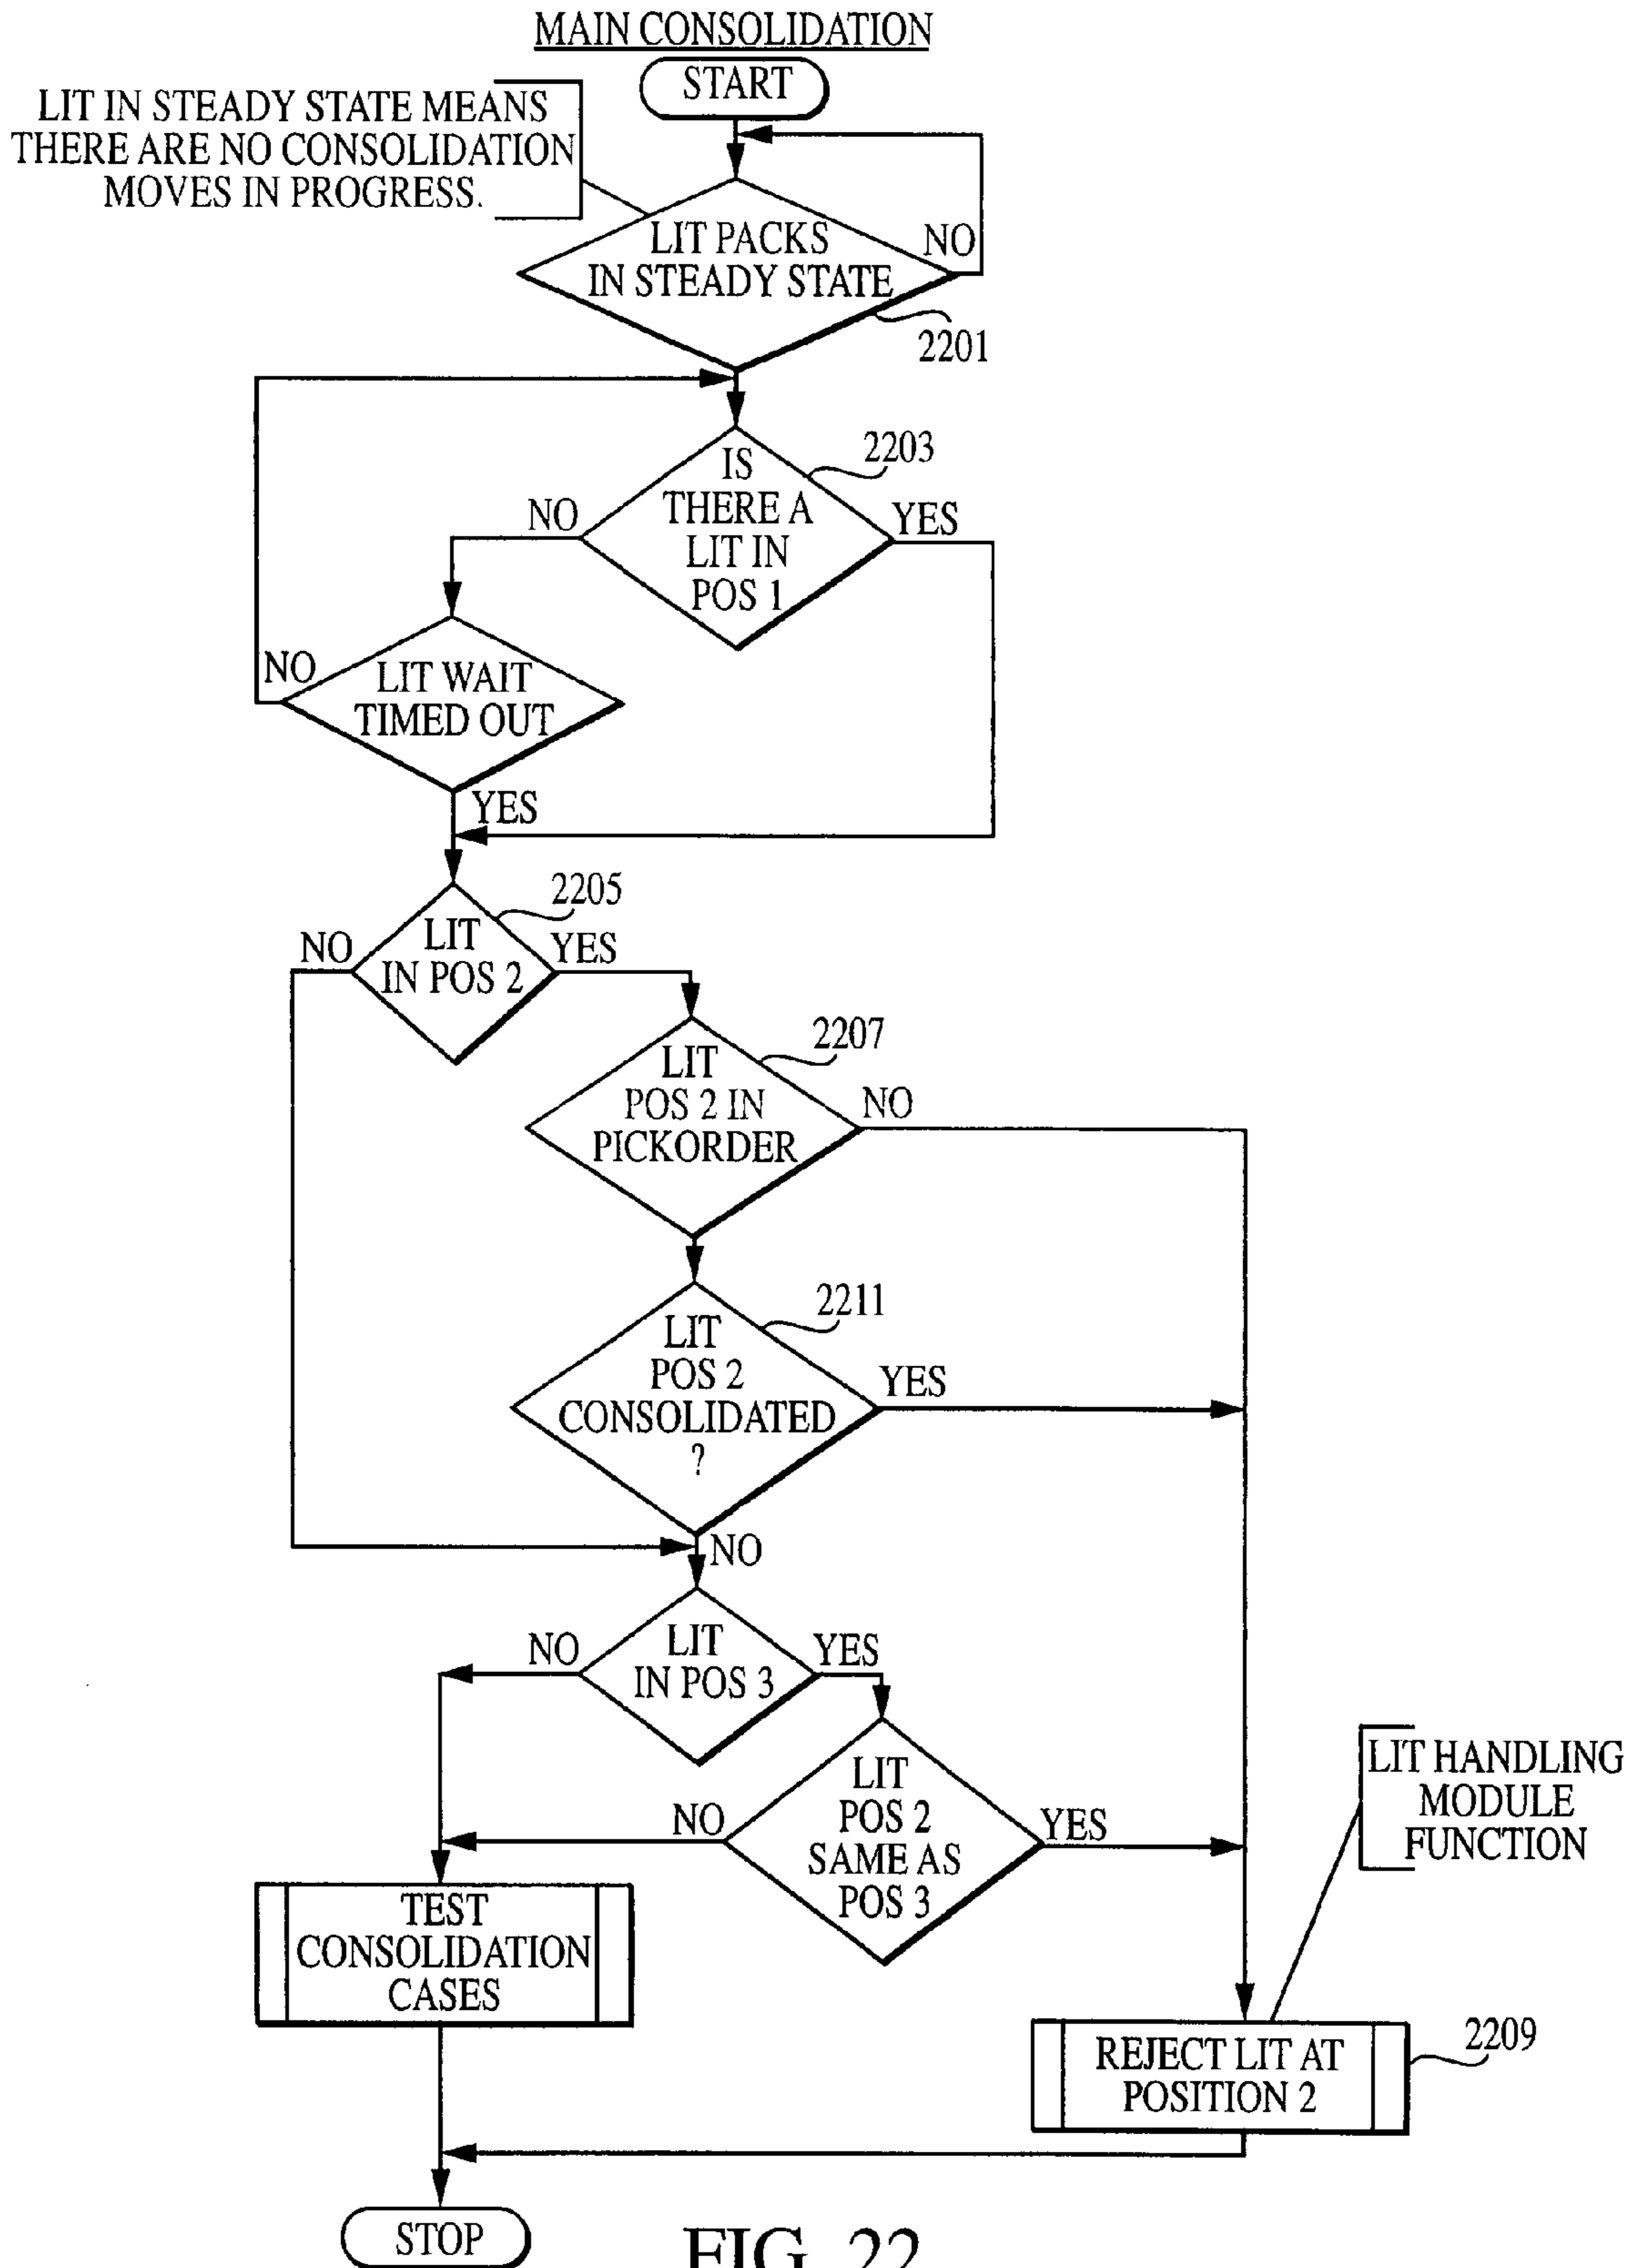 MAIN CONSOLIDATION
START
LIT IN STEADY STATE MEANS
THERE ARE NO CONSOLIDATION
MOVES IN PROGRESS.
LIT PACKS
IN STEADY STATE
NO
2201
IS
THERE A
LIT IN
POS 1
2203
NO
YES
LIT WAIT
TIMED OUT
NO
YES
LIT
IN POS 2
2205
NO
YES
LIT
POS 2 IN
PICKORDER
2207
NO
LIT
POS 2
CONSOLIDATED
?
2211
YES
NO
LIT
IN POS 3
NO
YES
LIT
POS 2
SAME AS
POS 3
NO
YES
LIT HANDLING
MODULE
FUNCTION
TEST
CONSOLIDATION
CASES
REJECT LIT AT
POSITION 2
2209
STOP
FIG. 22